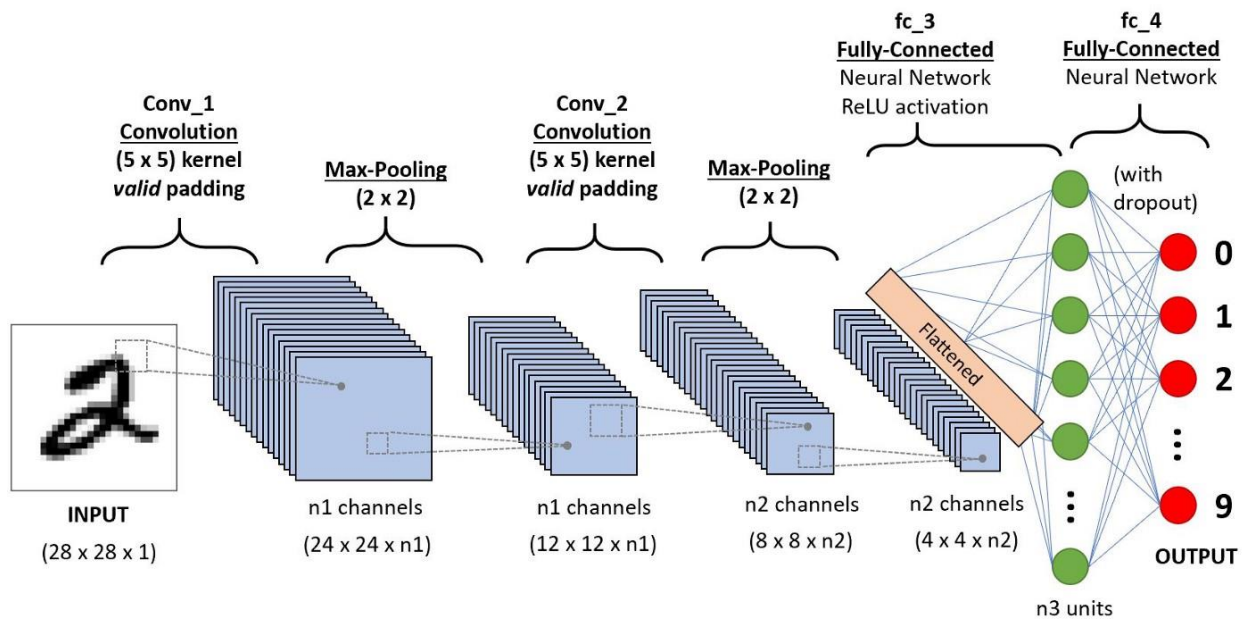 Conv_1
Convolution
(5 x 5) kernel
valid padding
Max-Pooling
(2 x 2)
Conv_2
Convolution
(5 x 5) kernel
valid padding
Max-Pooling
(2 x 2)
fc_3
Fully-Connected
Neural Network
ReLU activation
fc_4
Fully-Connected
Neural Network
(with
dropout)
INPUT
(28 x 28 x 1)
n1 channels
(24 x 24 x n1)
n1 channels
(12 x 12 x n1)
n2 channels
(8 x 8 x n2)
n2 channels
(4 x 4 x n2)
Flattened
n3 units
0
1
2
9
OUTPUT
2